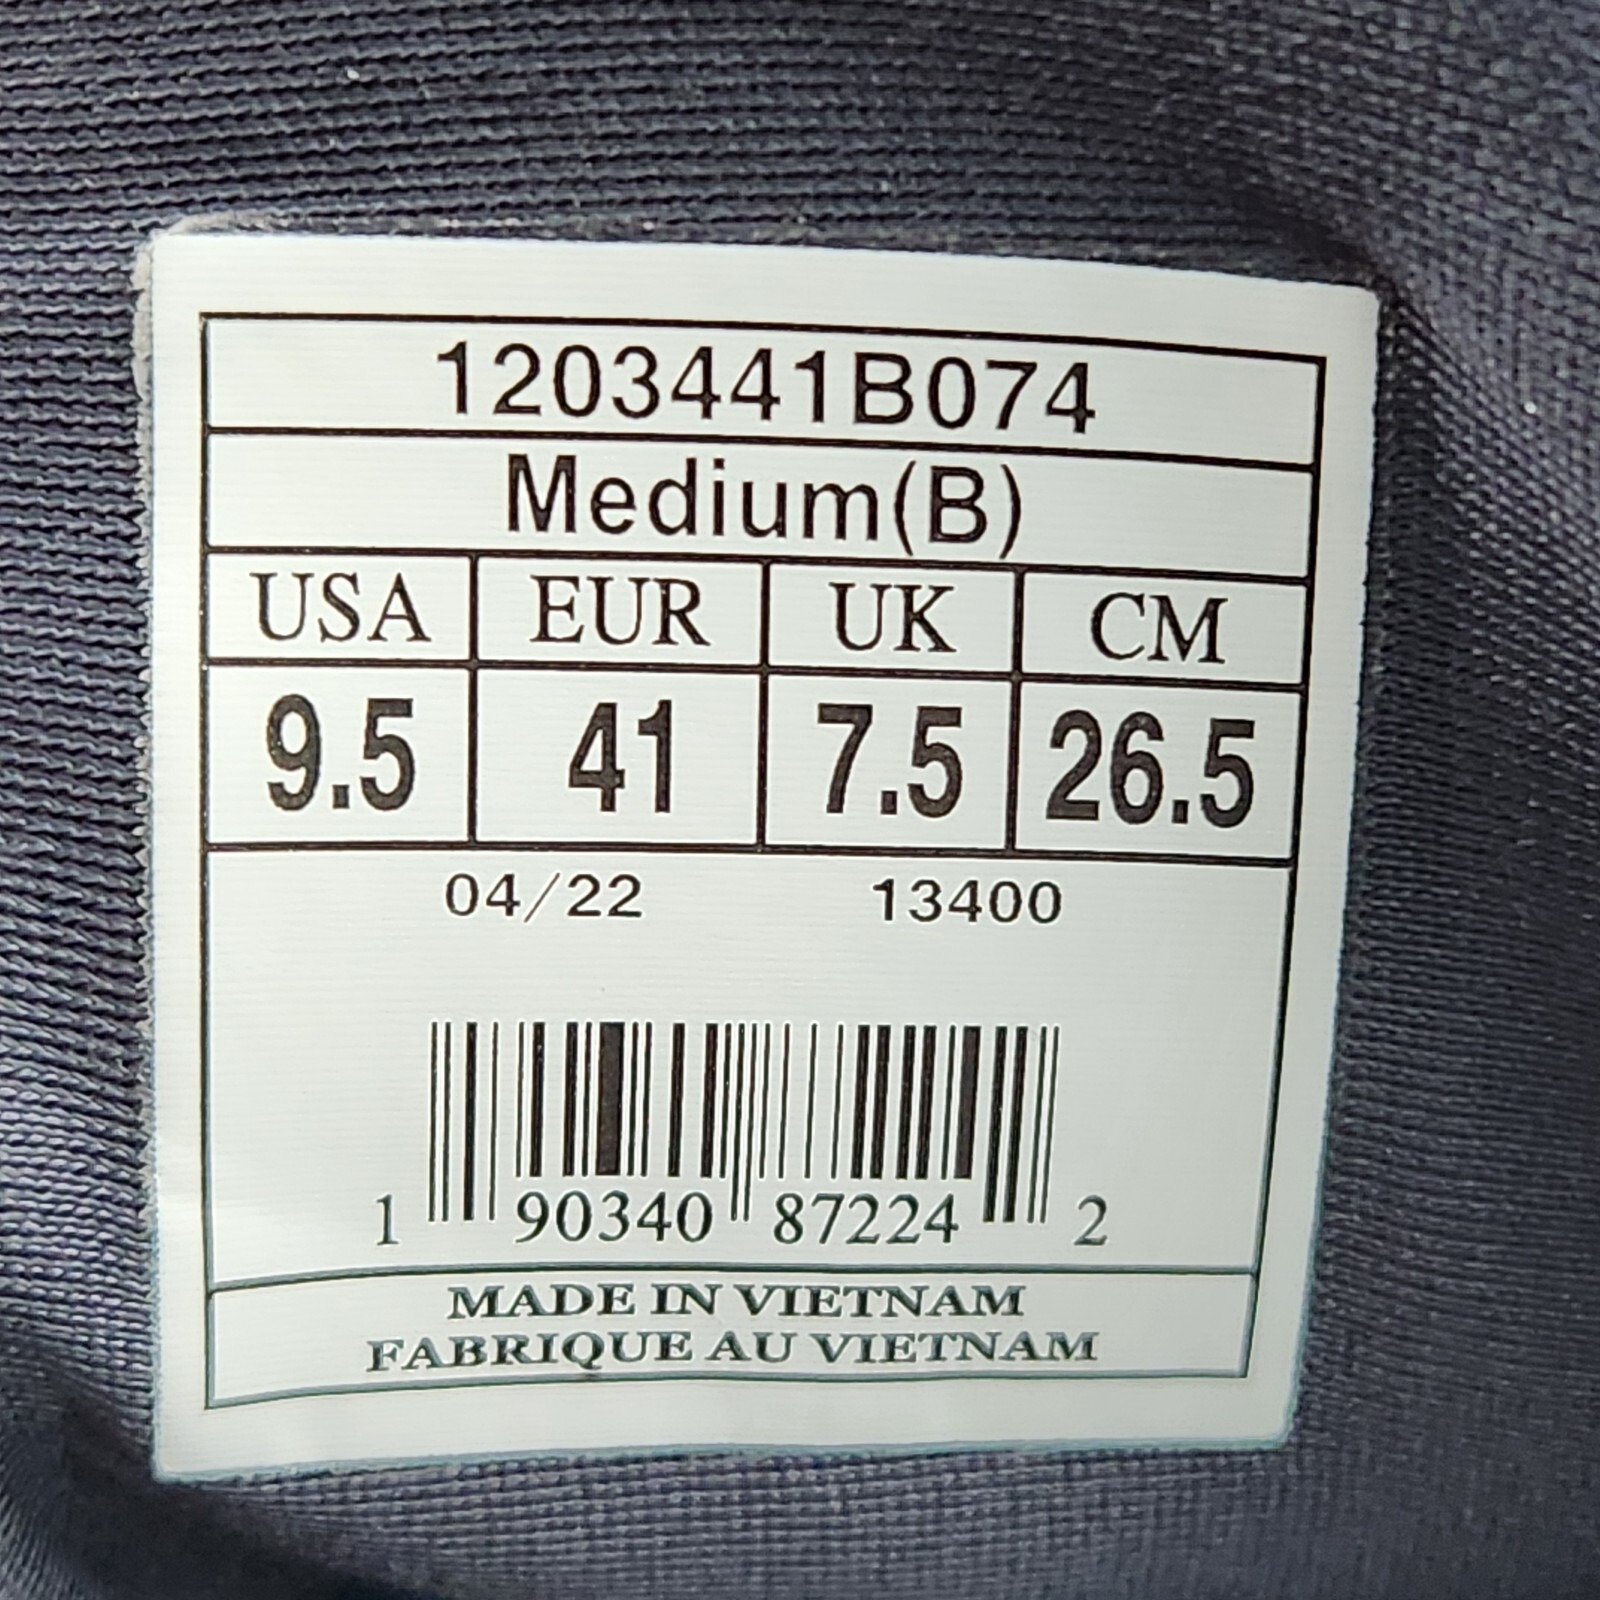 1203441B074
Medium(B)
USA EUR UK CM
9.5 41 7.5 26.5
04/22 13400
1 90340 87224 2
MADE IN VIETNAM
FABRIQUE AU VIETNAM